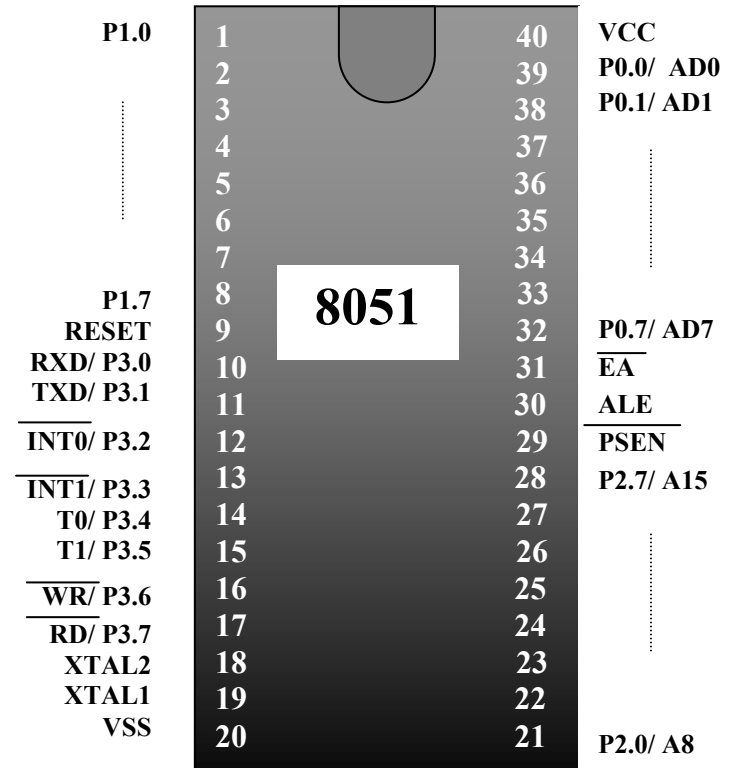 P1.0 1 40 VCC
2 39 P0.0/ AD0
3 38 P0.1/ AD1
4 37
5 36
6 35
7 34
P1.7 8 33
8051
RESET 9 32 P0.7/ AD7
RXD/ P3.0 10 31 EA
TXD/ P3.1 11 30 ALE
INT0/ P3.2 12 29 PSEN
INT1/ P3.3 13 28 P2.7/ A15
T0/ P3.4 14 27
T1/ P3.5 15 26
WR/ P3.6 16 25
RD/ P3.7 17 24
XTAL2 18 23
XTAL1 19 22
VSS 20 21 P2.0/ A8